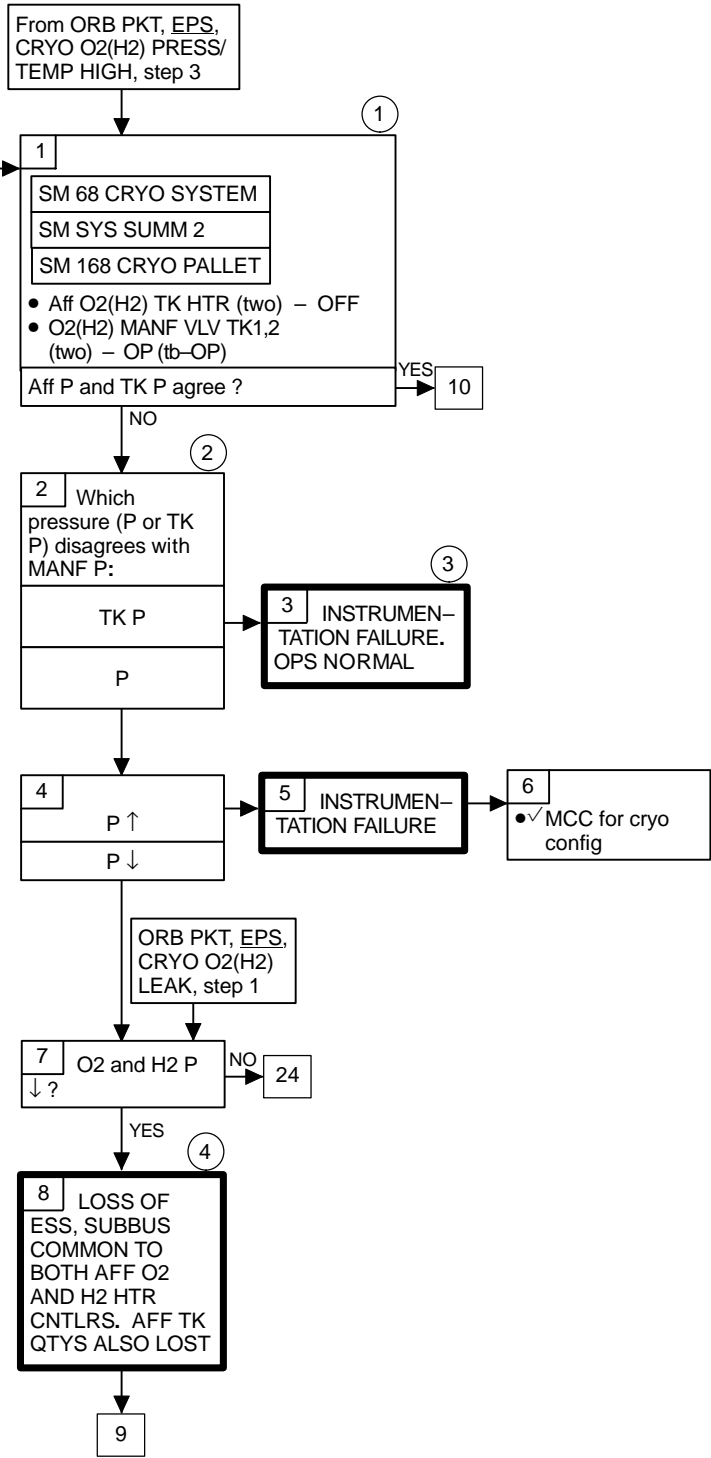 From ORB PKT, EPS,
CRYO O2(H2) PRESS/
TEMP HIGH, step 3
1
1
SM 68 CRYO SYSTEM
SM SYS SUMM 2
SM 168 CRYO PALLET
• Aff O2(H2) TK HTR (two) – OFF
• O2(H2) MANF VLV TK1,2
(two) – OP (tb–OP)
Aff P and TK P agree ?
YES
10
NO
2
2 Which
pressure (P or TK
P) disagrees with
MANF P:
TK P
P
3
3 INSTRUMEN–
TATION FAILURE.
OPS NORMAL
4
P ↑
P ↓
5 INSTRUMEN–
TATION FAILURE
6
•√MCC for cryo
config
ORB PKT, EPS,
CRYO O2(H2)
LEAK, step 1
7 O2 and H2 P
↓ ?
NO
24
YES
4
8 LOSS OF
ESS, SUBBUS
COMMON TO
BOTH AFF O2
AND H2 HTR
CNTLRS. AFF TK
QTYS ALSO LOST
9